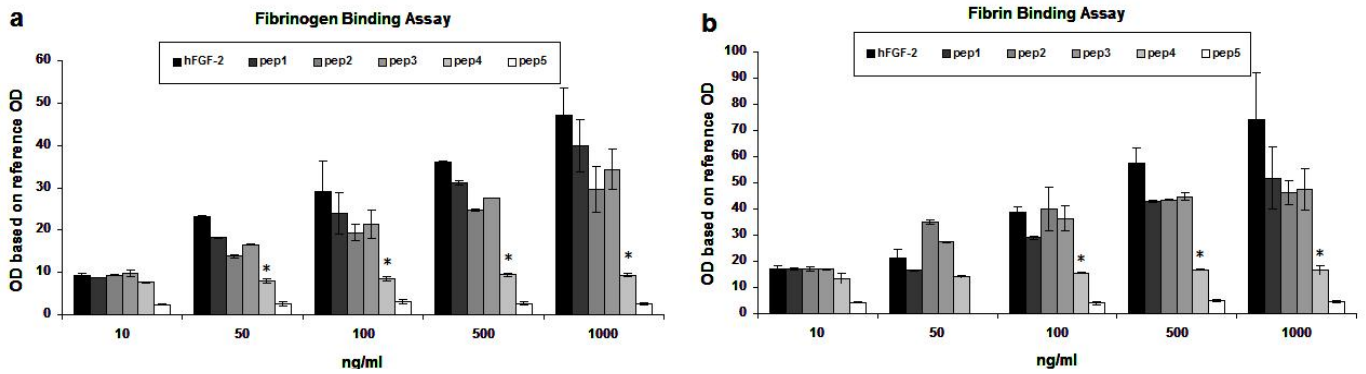 a
Fibrinogen Binding Assay
hFGF-2 pep1 pep2 pep3 pep4 pep5
OD based on reference OD
60
50
40
30
20
10
0
* * * *
10 50 100 500 1000
ng/ml
b
Fibrin Binding Assay
hFGF-2 pep1 pep2 pep3 pep4 pep5
OD based on reference OD
100
90
80
70
60
50
40
30
20
10
0
* * *
10 50 100 500 1000
ng/ml